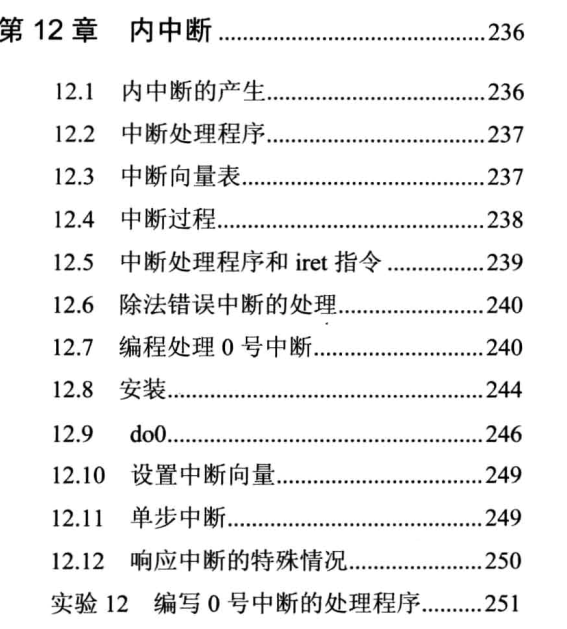 第 12 章 内中断 ........................................236
12.1 内中断的产生....................................236
12.2 中断处理程序....................................237
12.3 中断向量表........................................237
12.4 中断过程............................................238
12.5 中断处理程序和 iret 指令 ................239
12.6 除法错误中断的处理........................240
12.7 编程处理 0 号中断............................240
12.8 安装....................................................244
12.9 do0....................................................246
12.10 设置中断向量..................................249
12.11 单步中断..........................................249
12.12 响应中断的特殊情况......................250
实验 12 编写 0 号中断的处理程序..........251